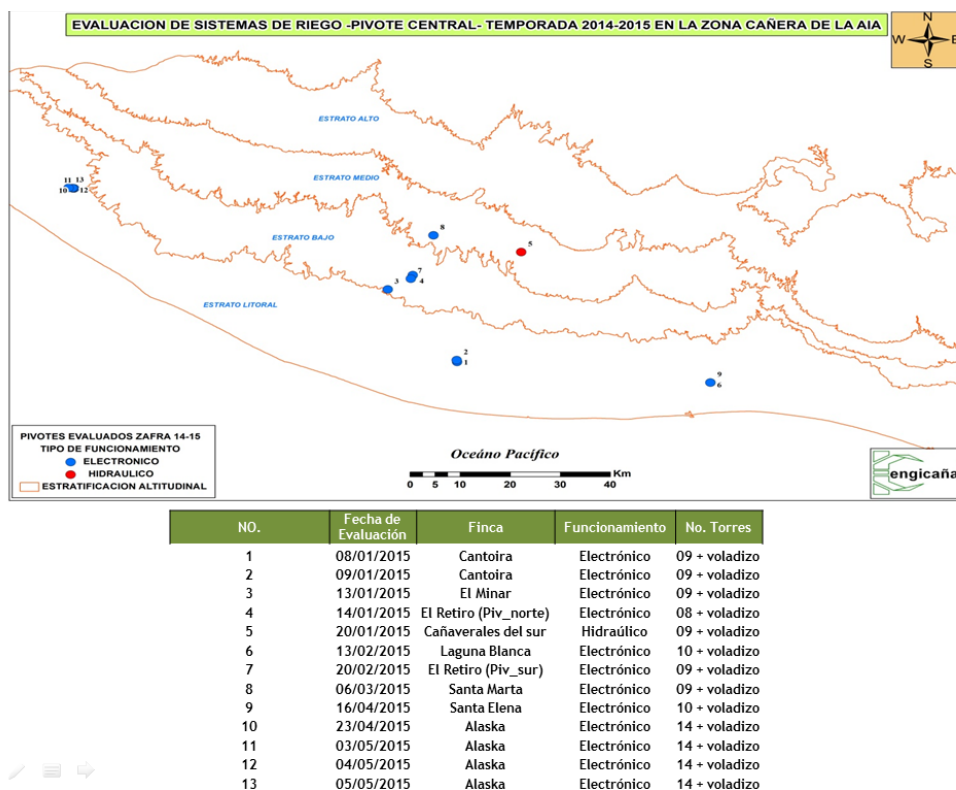 EVALUACION DE SISTEMAS DE RIEGO -PIVOTE CENTRAL- TEMPORADA 2014-2015 EN LA ZONA CAÑERA DE LA AIA
N
W E
S
ESTRATO ALTO
ESTRATO MEDIO
11 13
10 12
ESTRATO BAJO
8
5
7
3 4
ESTRATO LITORAL
2
1
9
6
PIVOTES EVALUADOS ZAFRA 14-15
TIPO DE FUNCIONAMIENTO
ELECTRÓNICO
HIDRAULICO
ESTRATIFICACION ALTITUDINAL
Oceáno Pacífico
Km
0 10 20 40
engicaña
NO. Fecha de Evaluación Finca Funcionamiento No. Torres
1 08/01/2015 Cantoira Electrónico 09 + voladizo
2 09/01/2015 Cantoira Electrónico 09 + voladizo
3 13/01/2015 El Minar Electrónico 09 + voladizo
4 14/01/2015 El Retiro (Piv_norte) Electrónico 08 + voladizo
5 20/01/2015 Cañaverales del sur Hidraúlico 09 + voladizo
6 13/02/2015 Laguna Blanca Electrónico 10 + voladizo
7 20/02/2015 El Retiro (Piv_sur) Electrónico 09 + voladizo
8 06/03/2015 Santa Marta Electrónico 09 + voladizo
9 16/04/2015 Santa Elena Electrónico 10 + voladizo
10 23/04/2015 Alaska Electrónico 14 + voladizo
11 03/05/2015 Alaska Electrónico 14 + voladizo
12 04/05/2015 Alaska Electrónico 14 + voladizo
13 05/05/2015 Alaska Electrónico 14 + voladizo